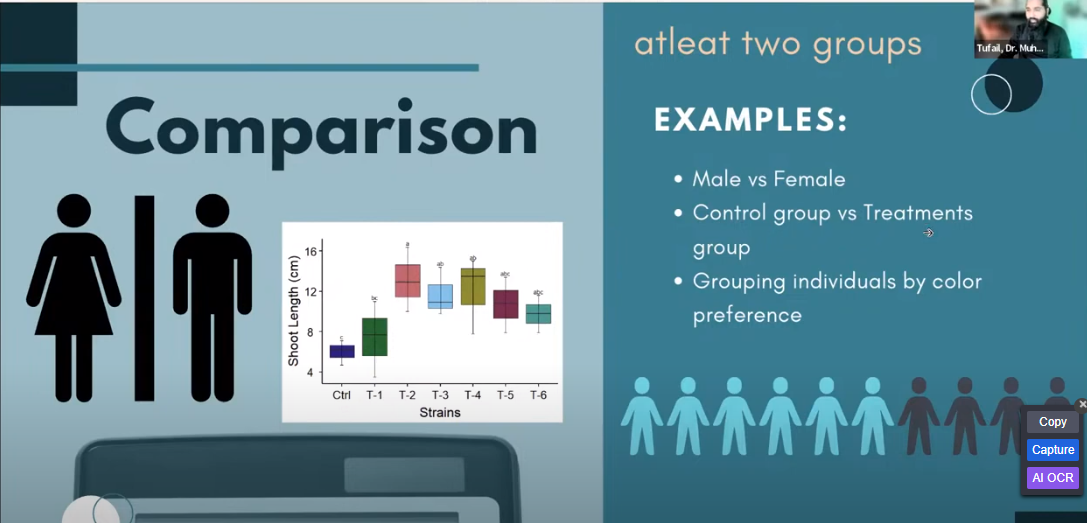 atleat two groups
Tufail, Dr. Muh...
Comparison
EXAMPLES:
Male vs Female
Control group vs Treatments
group
Grouping individuals by color
preference
Shoot Length (cm)
16
12
8
4
c
bc
a
ab
ab
abc
abc
Ctrl T-1 T-2 T-3 T-4 T-5 T-6
Strains
Copy
Capture
AI OCR